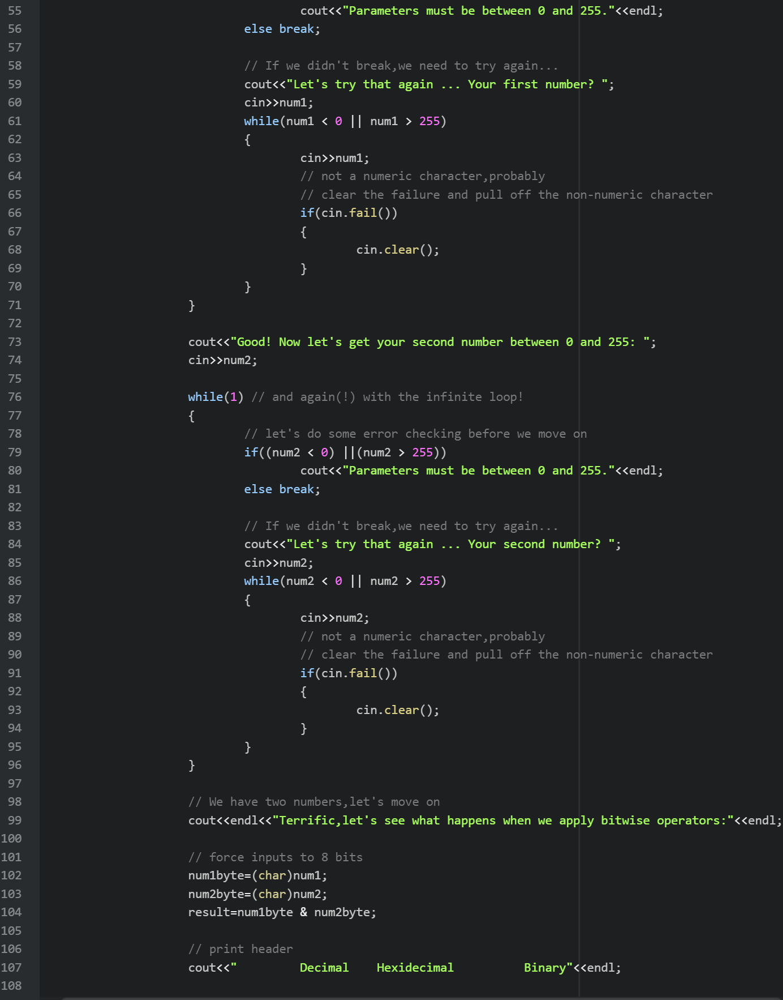 55 cout<<"Parameters must be between 0 and 255."<<endl;
56 else break;
57
58 // If we didn't break,we need to try again...
59 cout<<"Let's try that again ... Your first number? ";
60 cin>>num1;
61 while(num1 < 0 || num1 > 255)
62 {
63 cin>>num1;
64 // not a numeric character,probably
65 // clear the failure and pull off the non-numeric character
66 if(cin.fail())
67 {
68 cin.clear();
69 }
70 }
71 }
72
73 cout<<"Good! Now let's get your second number between 0 and 255: ";
74 cin>>num2;
75
76 while(1) // and again(!) with the infinite loop!
77 {
78 // let's do some error checking before we move on
79 if((num2 < 0) ||(num2 > 255))
80 cout<<"Parameters must be between 0 and 255."<<endl;
81 else break;
82
83 // If we didn't break,we need to try again...
84 cout<<"Let's try that again ... Your second number? ";
85 cin>>num2;
86 while(num2 < 0 || num2 > 255)
87 {
88 cin>>num2;
89 // not a numeric character,probably
90 // clear the failure and pull off the non-numeric character
91 if(cin.fail())
92 {
93 cin.clear();
94 }
95 }
96 }
97
98 // We have two numbers,let's move on
99 cout<<endl<<"Terrific,let's see what happens when we apply bitwise operators:"<<endl;
100
101 // force inputs to 8 bits
102 num1byte=(char)num1;
103 num2byte=(char)num2;
104 result=num1byte & num2byte;
105
106 // print header
107 cout<<"         Decimal    Hexidecimal          Binary"<<endl;
108